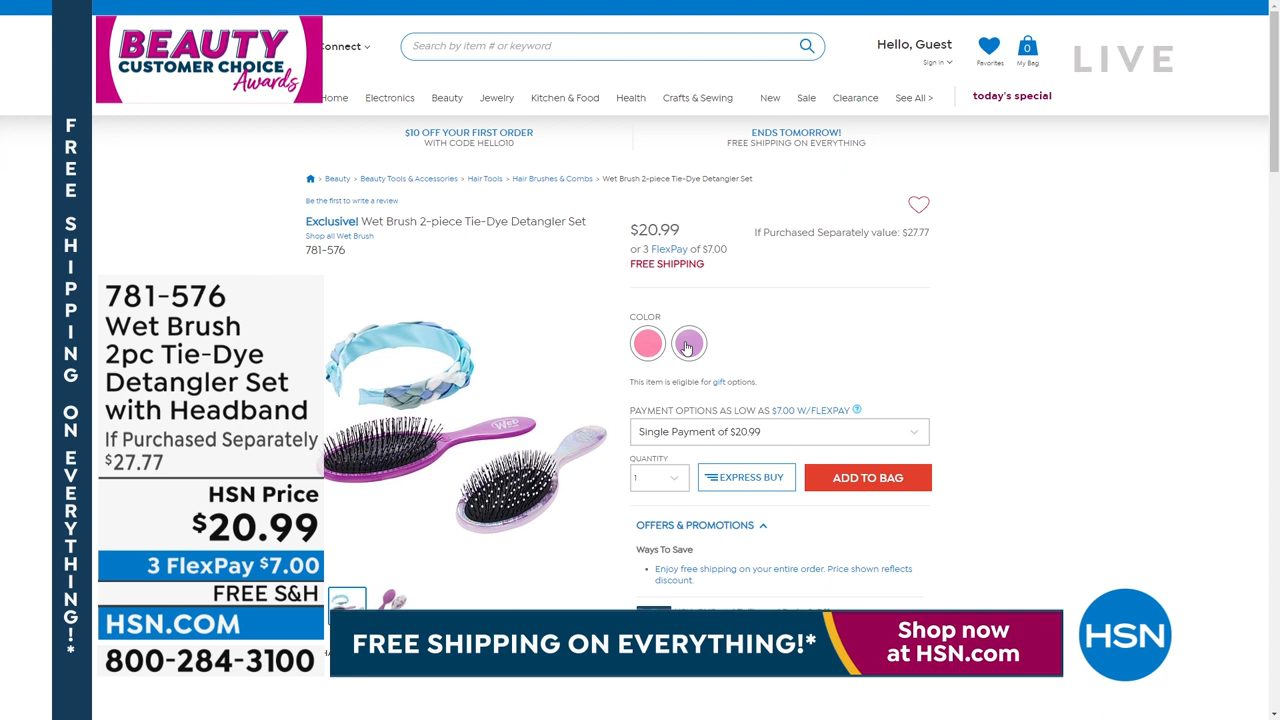 BEAUTY
CUSTOMER CHOICE
Awards
onnect
Search by item # or keyword
Hello, Guest
Sign In
Favorites
0
My Bag
LIVE
Home
Electronics
Beauty
Jewelry
Kitchen & Food
Health
Crafts & Sewing
New
Sale
Clearance
See All >
today's special
$10 OFF YOUR FIRST ORDER
WITH CODE HELLO10
ENDS TOMORROW!
FREE SHIPPING ON EVERYTHING
> Beauty > Beauty Tools & Accessories > Hair Tools > Hair Brushes & Combs > Wet Brush 2-piece Tie-Dye Detangler Set
Be the first to write a review
Exclusive! Wet Brush 2-piece Tie-Dye Detangler Set
Shop all Wet Brush
781-576
$20.99
If Purchased Separately value: $27.77
or 3 FlexPay of $7.00
FREE SHIPPING
COLOR
This item is eligible for gift options.
PAYMENT OPTIONS AS LOW AS $7.00 W/FLEXPAY ?
Single Payment of $20.99
QUANTITY
1
EXPRESS BUY
ADD TO BAG
OFFERS & PROMOTIONS
Ways To Save
• Enjoy free shipping on your entire order. Price shown reflects
discount.
Wet
FREE SHIPPING ON EVERYTHING!*
781-576
Wet Brush
2pc Tie-Dye
Detangler Set
with Headband
If Purchased Separately
$27.77
HSN Price
$20.99
3 FlexPay $7.00
FREE S&H
HSN.COM
800-284-3100
FREE SHIPPING ON EVERYTHING!*
Shop now
at HSN.com
HSN